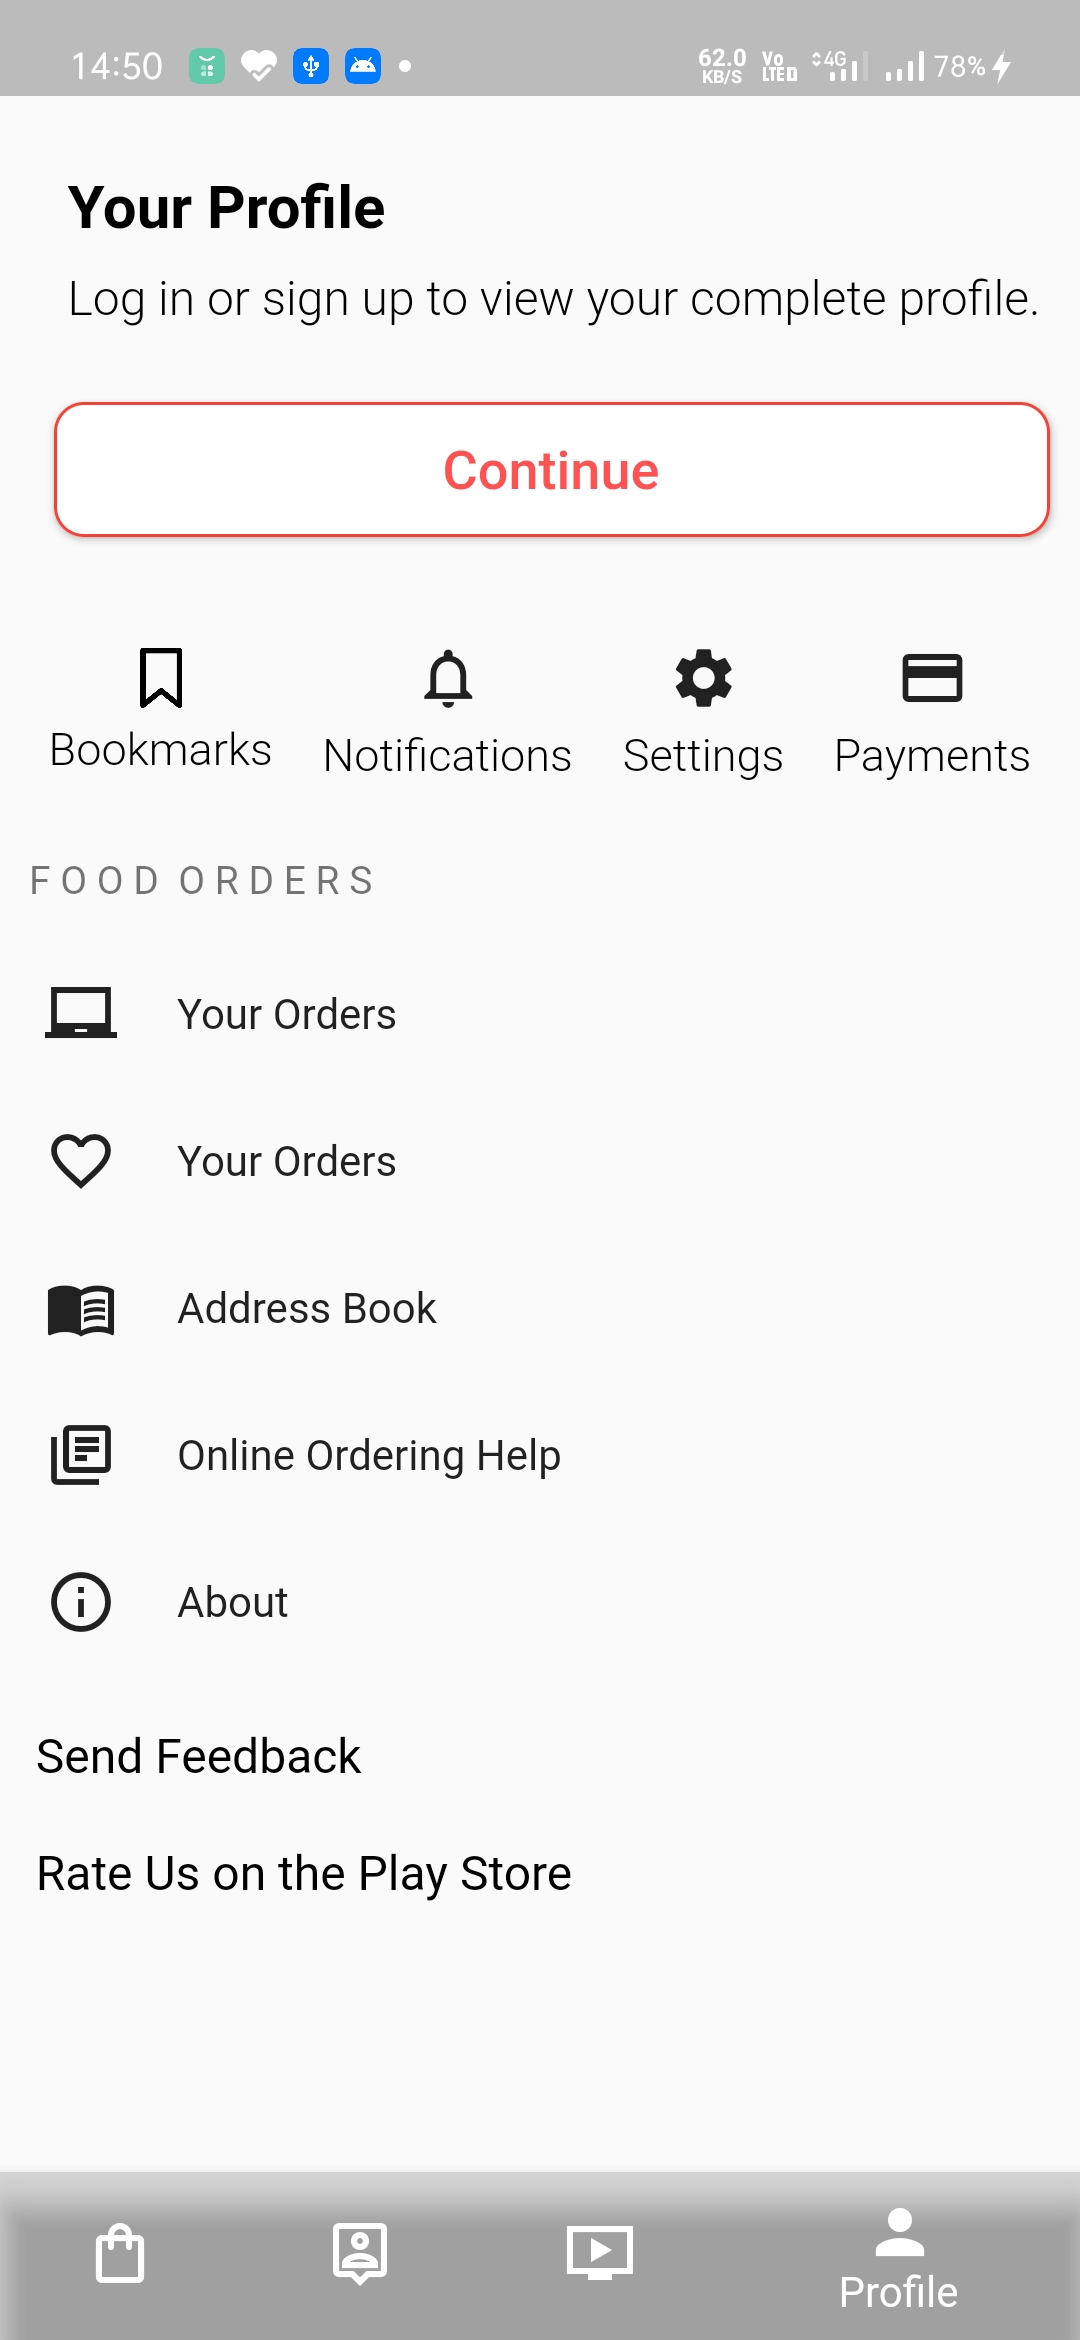 14:50 62.0 KB/S Vo LTE 4G 78%
Your Profile
Log in or sign up to view your complete profile.
Continue
Bookmarks Notifications Settings Payments
FOOD ORDERS
Your Orders
Your Orders
Address Book
Online Ordering Help
About
Send Feedback
Rate Us on the Play Store
Profile